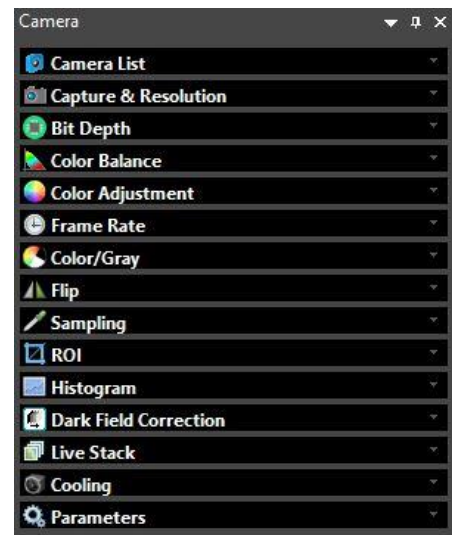 Camera
Camera List
Capture & Resolution
Bit Depth
Color Balance
Color Adjustment
Frame Rate
Color/Gray
Flip
Sampling
ROI
Histogram
Dark Field Correction
Live Stack
Cooling
Parameters